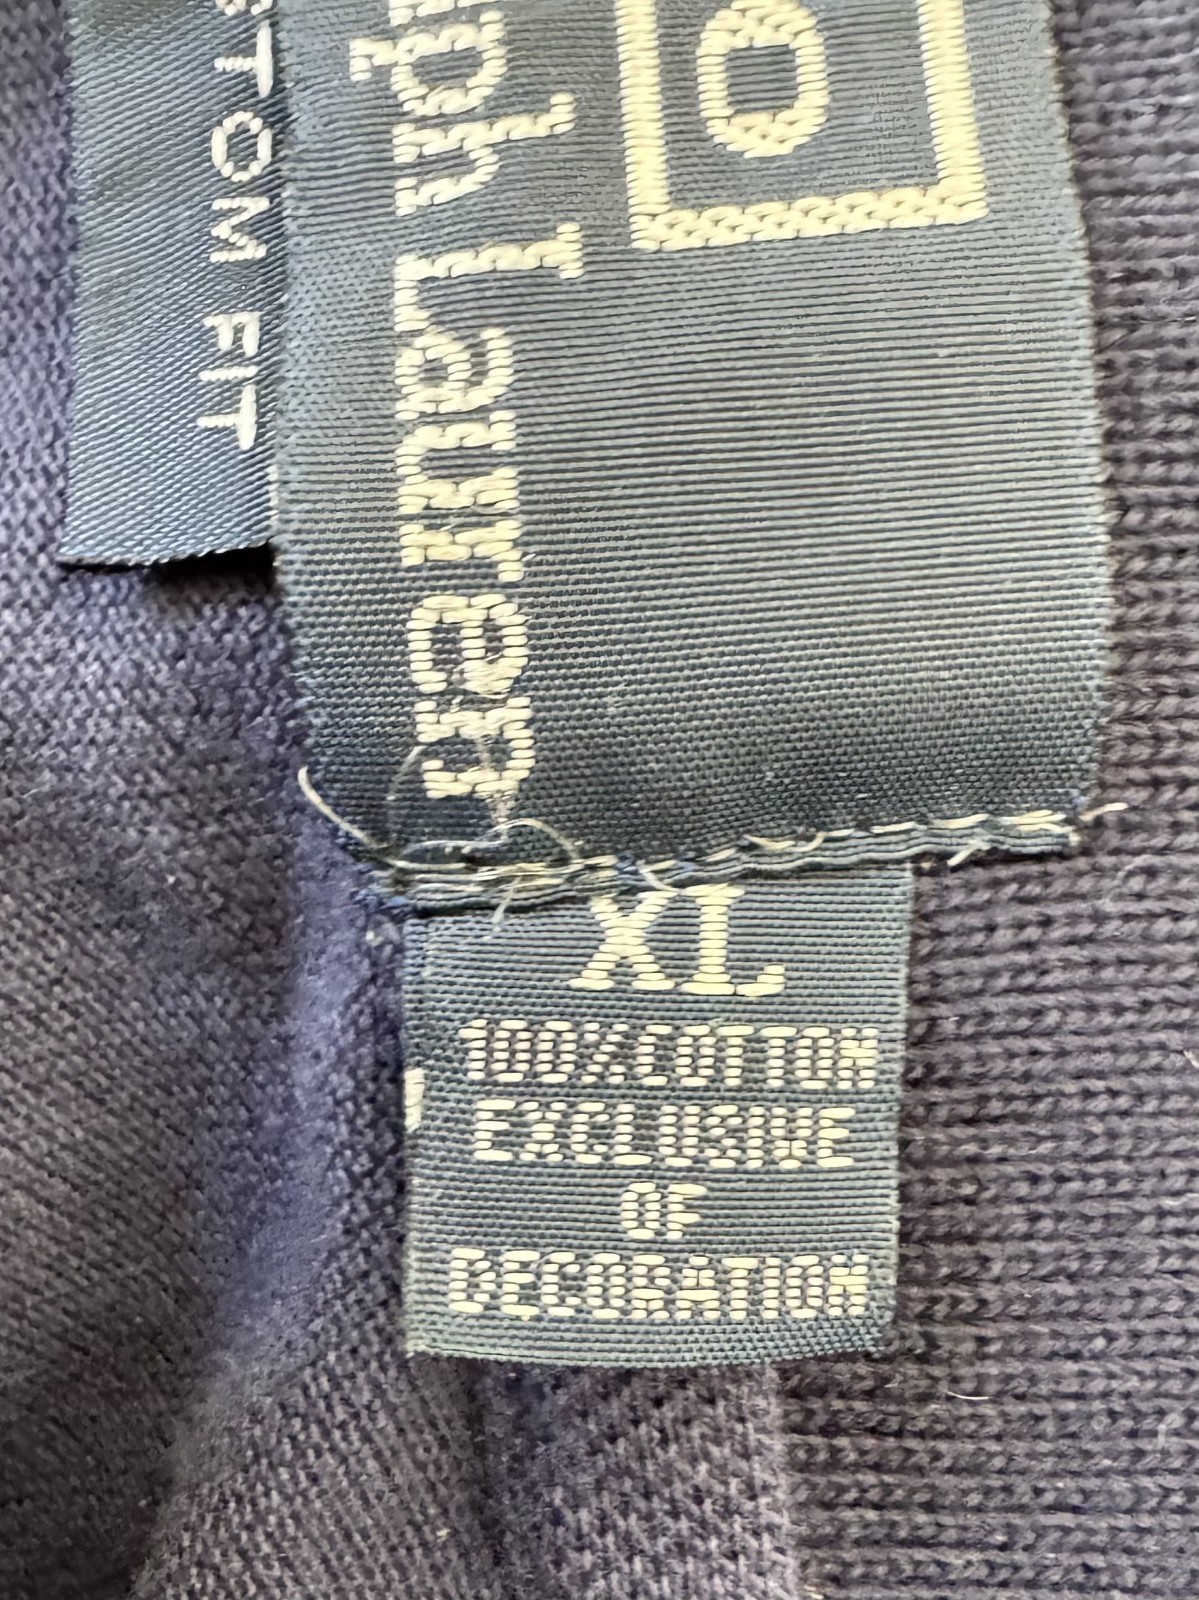 O
ph Lauren
STOM FIT
XL
100% COTTON
EXCLUSIVE
OF
DECORATION